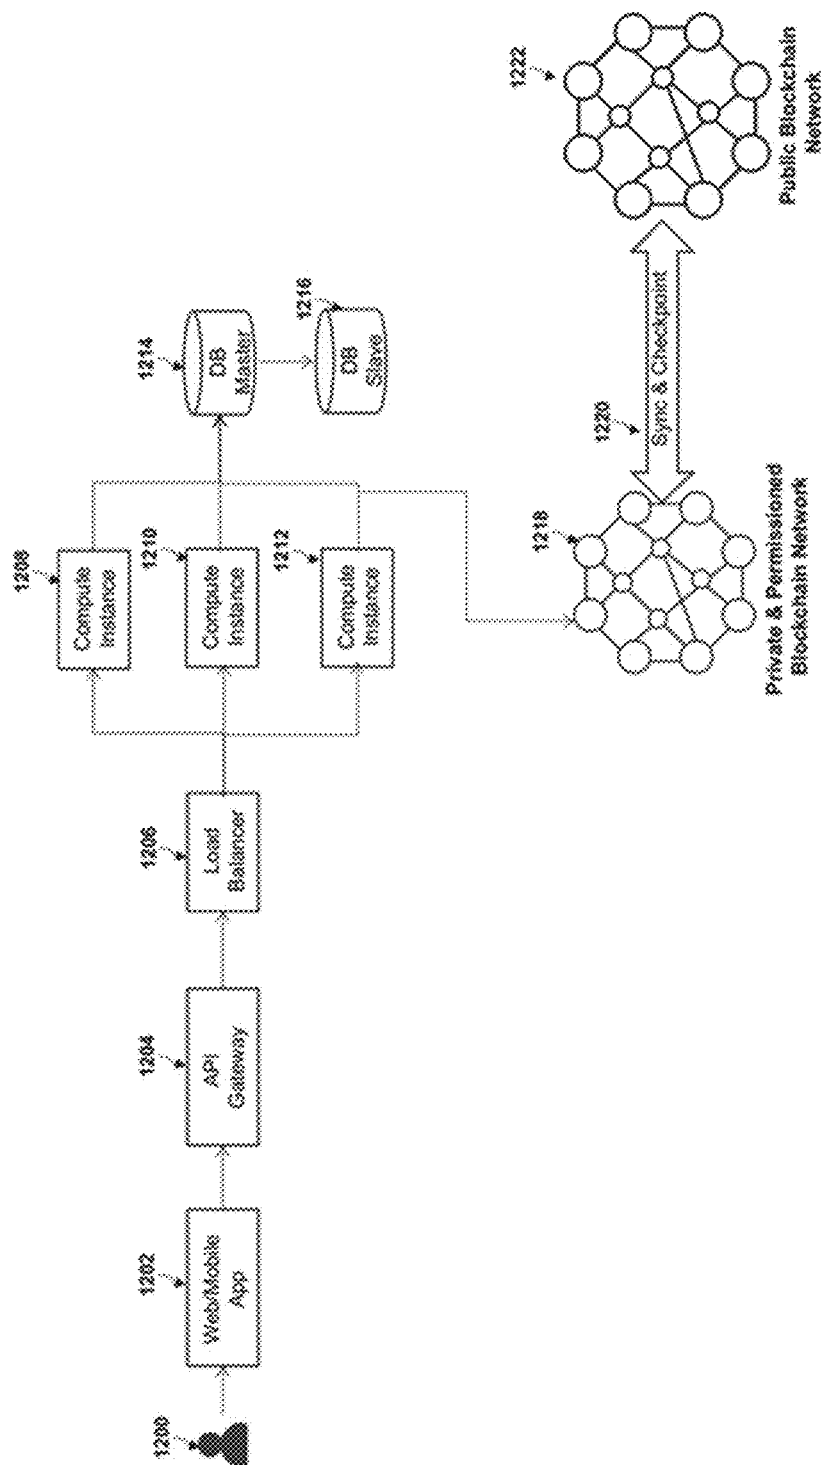 1200
1202
Web/Mobile
App
1204
API
Gateway
1206
Load
Balancer
1208
Compute
Instance
1210
Compute
Instance
1212
Compute
Instance
1214
DB
Master
1216
DB
Slave
1218
Private & Permissioned
Blockchain Network
1220
Sync & Checkpoint
1222
Public Blockchain
Network